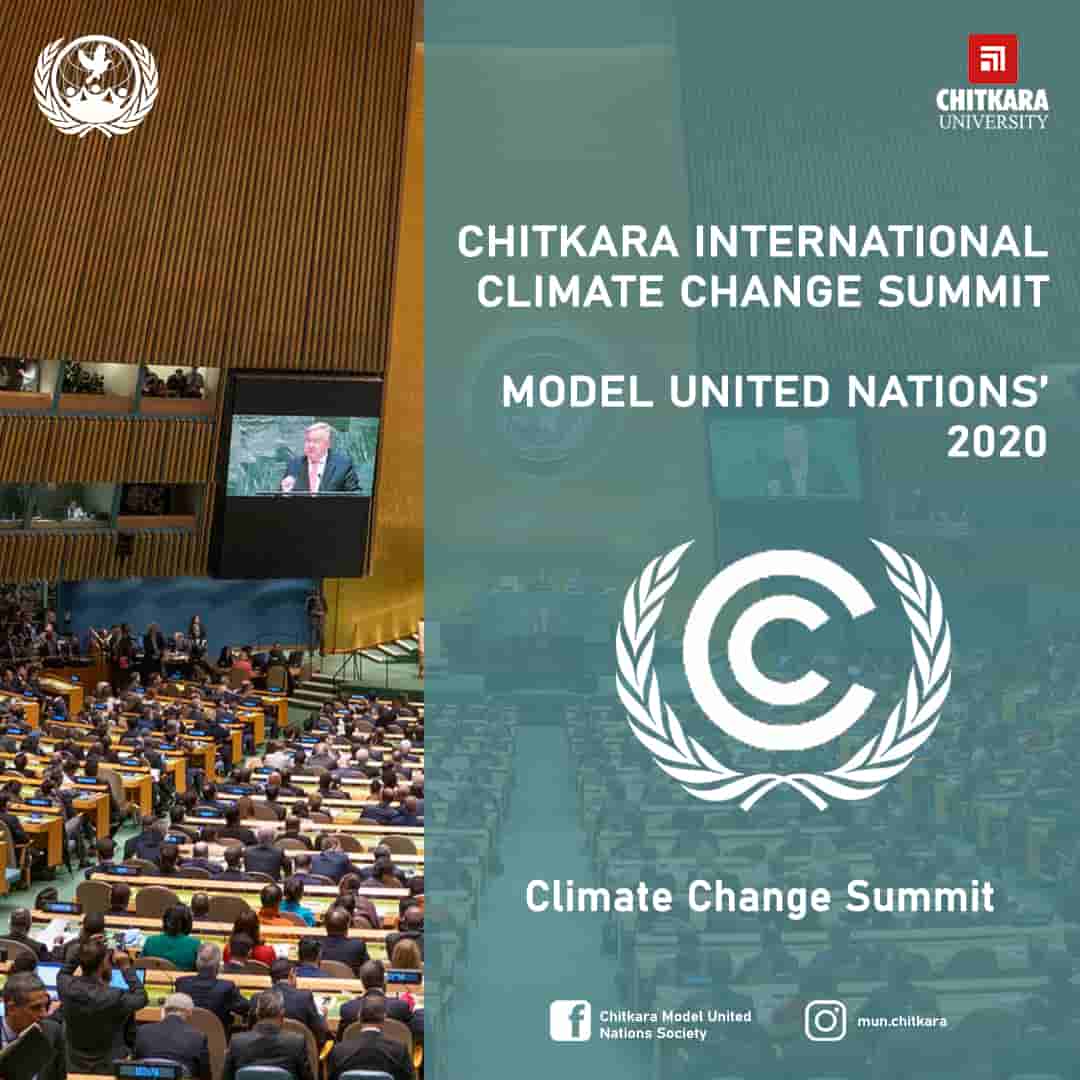 CHITKARA
UNIVERSITY
CHITKARA INTERNATIONAL
CLIMATE CHANGE SUMMIT
MODEL UNITED NATIONS’
2020
Climate Change Summit
Chitkara Model United
Nations Society
mun.chitkara